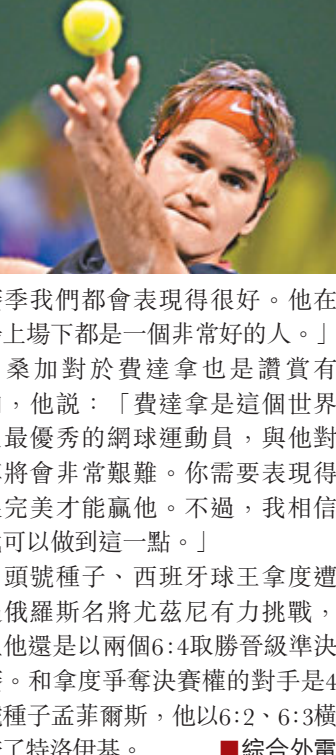 季我們都會表現得很好。他在
上場下都是一個非常好的人。」
桑加對於費達拿也是讚賞有
，他説：「費達拿是這個世界
最優秀的網球運動員，與他對
將會非常艱難。你需要表現得
完美才能贏他。不過，我相信
可以做到這一點。」
頭號種子、西班牙球王拿度遭
俄羅斯名將尤茲尼有力挑戰，
他還是以兩個6:4取勝晉級準決
。和拿度爭奪決賽權的對手是4
種子孟菲爾斯，他以6:2、6:3橫
了特洛伊基。 ■綜合外電